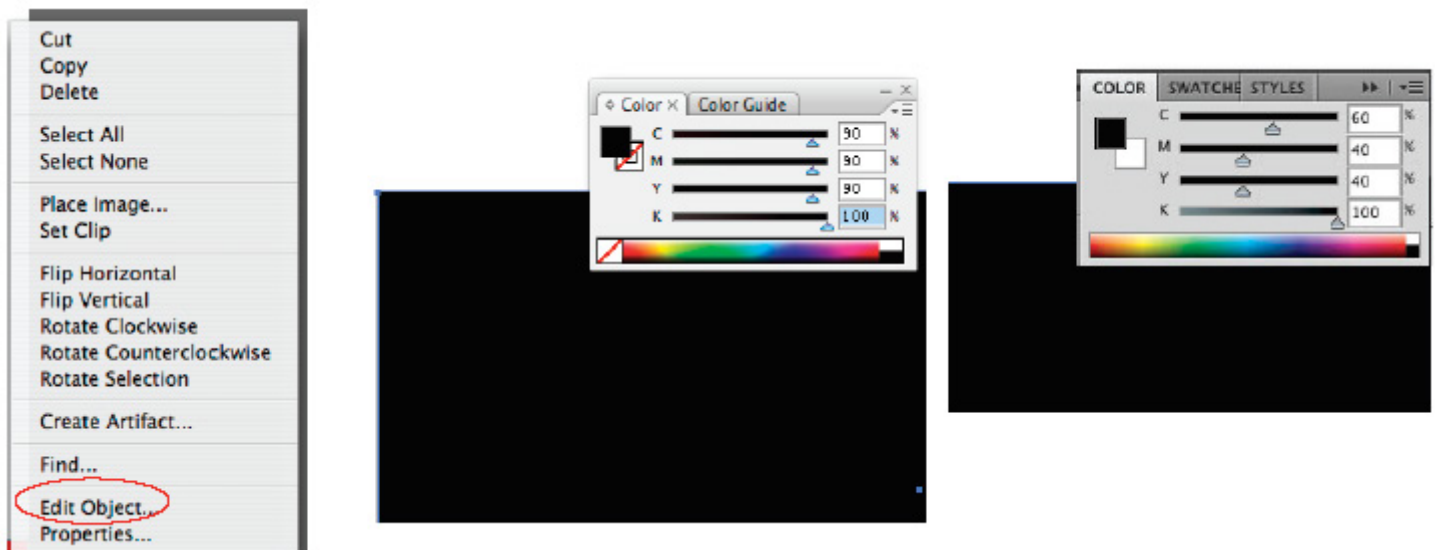 Cut
Copy
Delete
Select All
Select None
Place Image...
Set Clip
Flip Horizontal
Flip Vertical
Rotate Clockwise
Rotate Counterclockwise
Rotate Selection
Create Artifact...
Find...
Edit Object...
Properties...
Color × Color Guide
C 90 %
M 90 %
Y 90 %
K 100 %
COLOR SWATCHE STYLES
C 60 %
M 40 %
Y 40 %
K 100 %